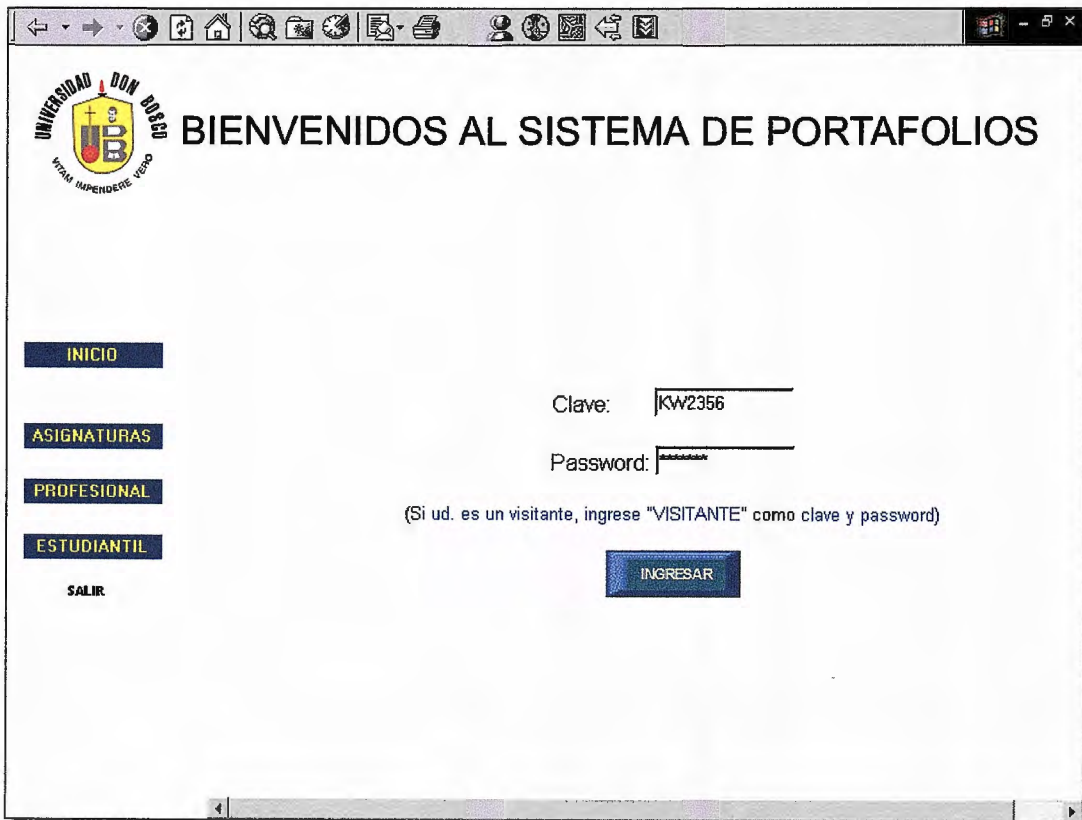 UNIVERSIDAD DON BOSCO
VITAM IMPENDERE VERO
BIENVENIDOS AL SISTEMA DE PORTAFOLIOS
INICIO
ASIGNATURAS
PROFESIONAL
ESTUDIANTIL
SALIR
Clave: KW2356
Password: *******
(Si ud. es un visitante, ingrese "VISITANTE" como clave y password)
INGRESAR